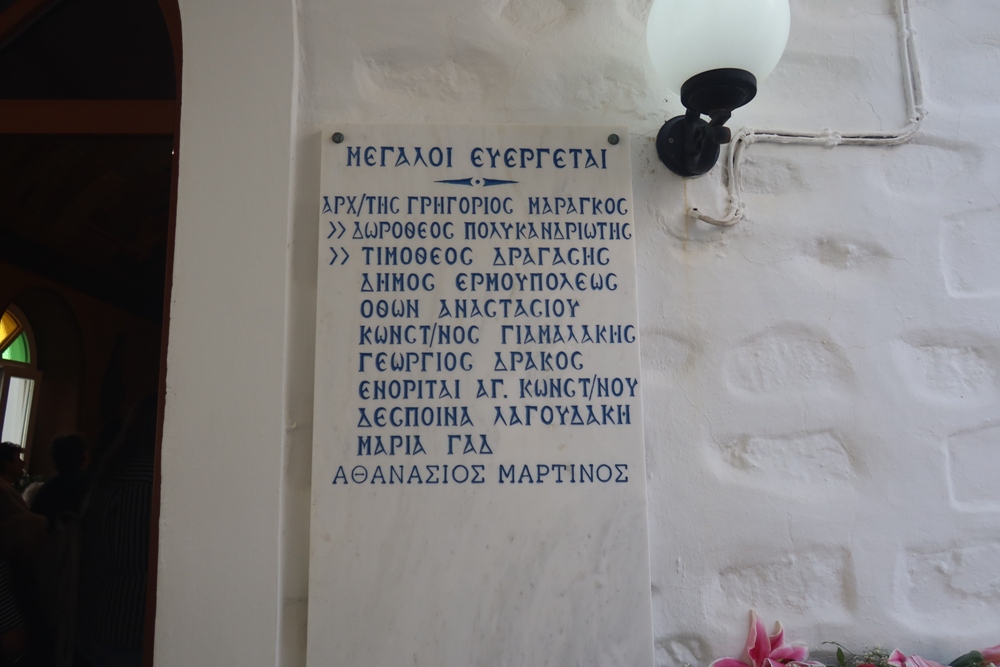 ΜΕΓΑΛΟΙ ΕΥΕΡΓΕΤΑΙ
ΑΡΧ/ΤΗΣ ΓΡΗΓΟΡΙΟΣ ΜΑΡΑΓΚΟΣ
>> ΔΩΡΟΘΕΟΣ ΠΟΛΥΚΑΝΔΡΙΩΤΗΣ
>> ΤΙΜΟΘΕΟΣ ΔΡΑΓΑΣΗΣ
ΔΗΜΟΣ ΕΡΜΟΥΠΟΛΕΩΣ
ΟΘΩΝ ΑΝΑΣΤΑΣΙΟΥ
ΚΩΝΣΤ/ΝΟΣ ΓΙΑΜΑΛΑΚΗΣ
ΓΕΩΡΓΙΟΣ ΔΡΑΚΟΣ
ΕΝΟΡΙΤΑΙ ΑΓ. ΚΩΝΣΤ/ΝΟΥ
ΔΕΣΠΟΙΝΑ ΛΑΓΟΥΔΑΚΗ
ΜΑΡΙΑ ΓΑΔ
ΑΘΑΝΑΣΙΟΣ ΜΑΡΤΙΝΟΣ